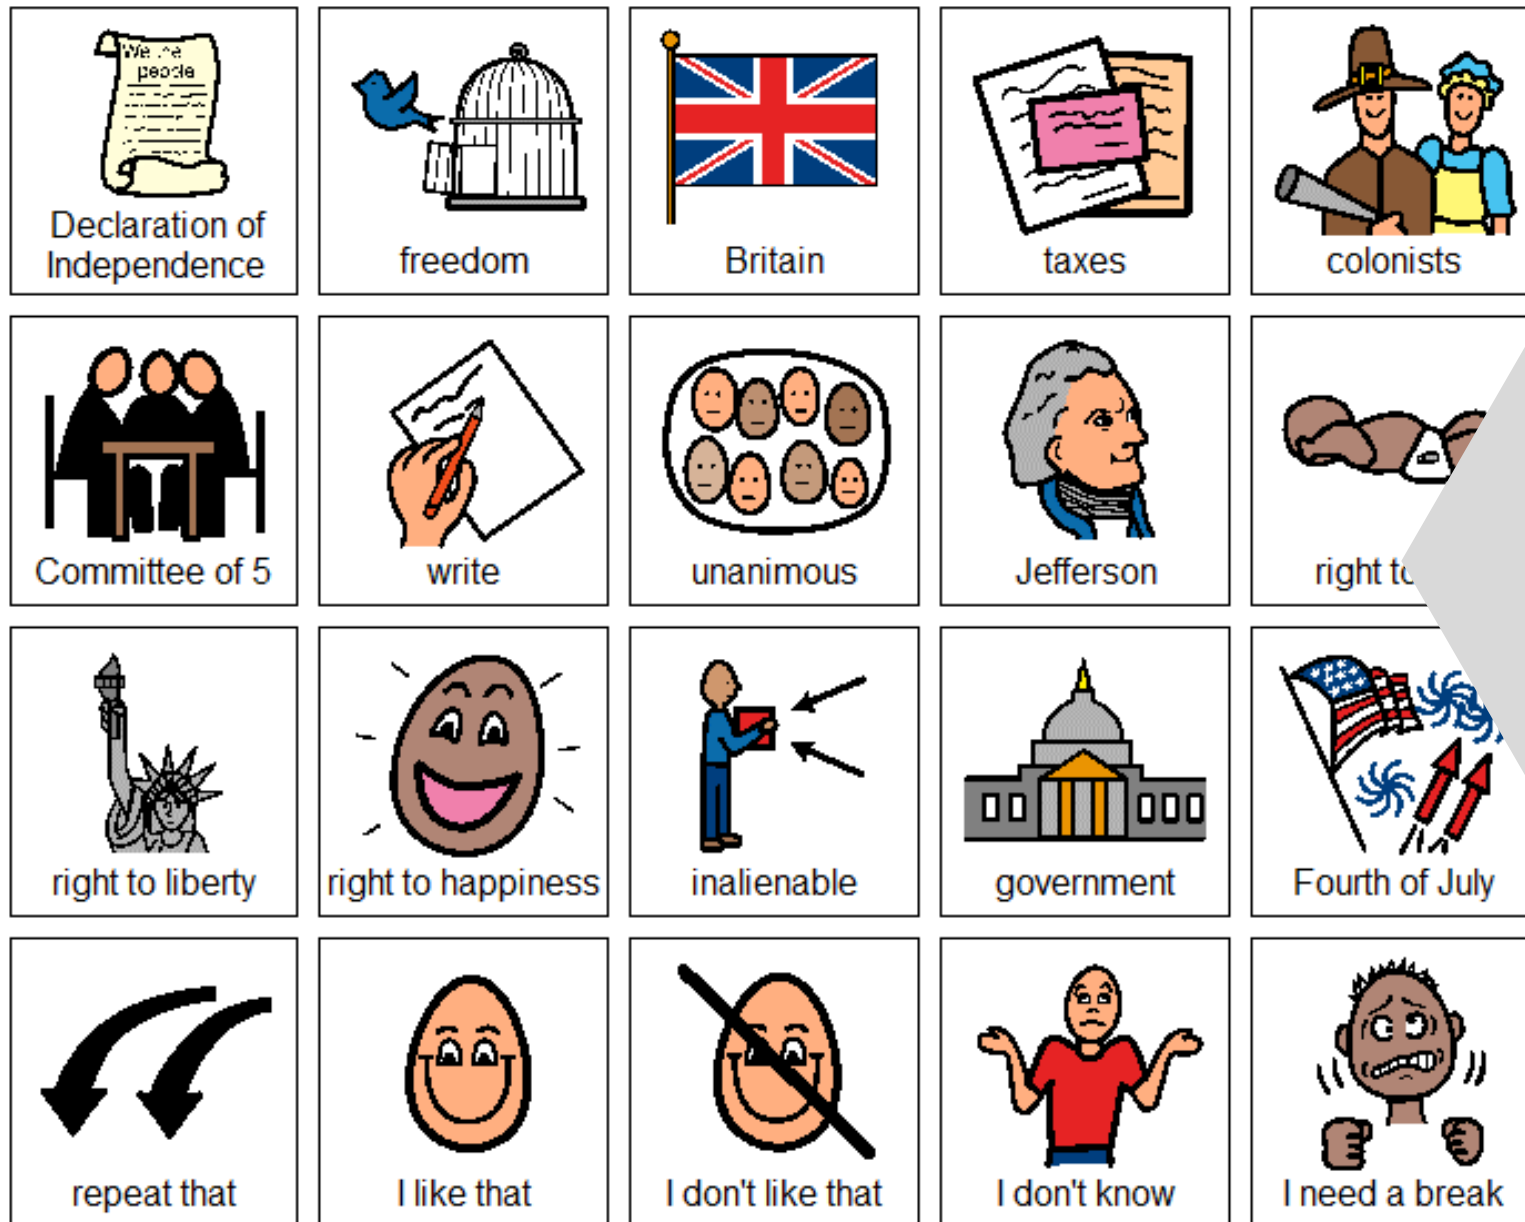 We the
people
Declaration of
Independence
freedom
Britain
taxes
colonists
Committee of 5
write
unanimous
Jefferson
right to
right to liberty
right to happiness
inalienable
government
Fourth of July
repeat that
I like that
I don't like that
I don't know
I need a break